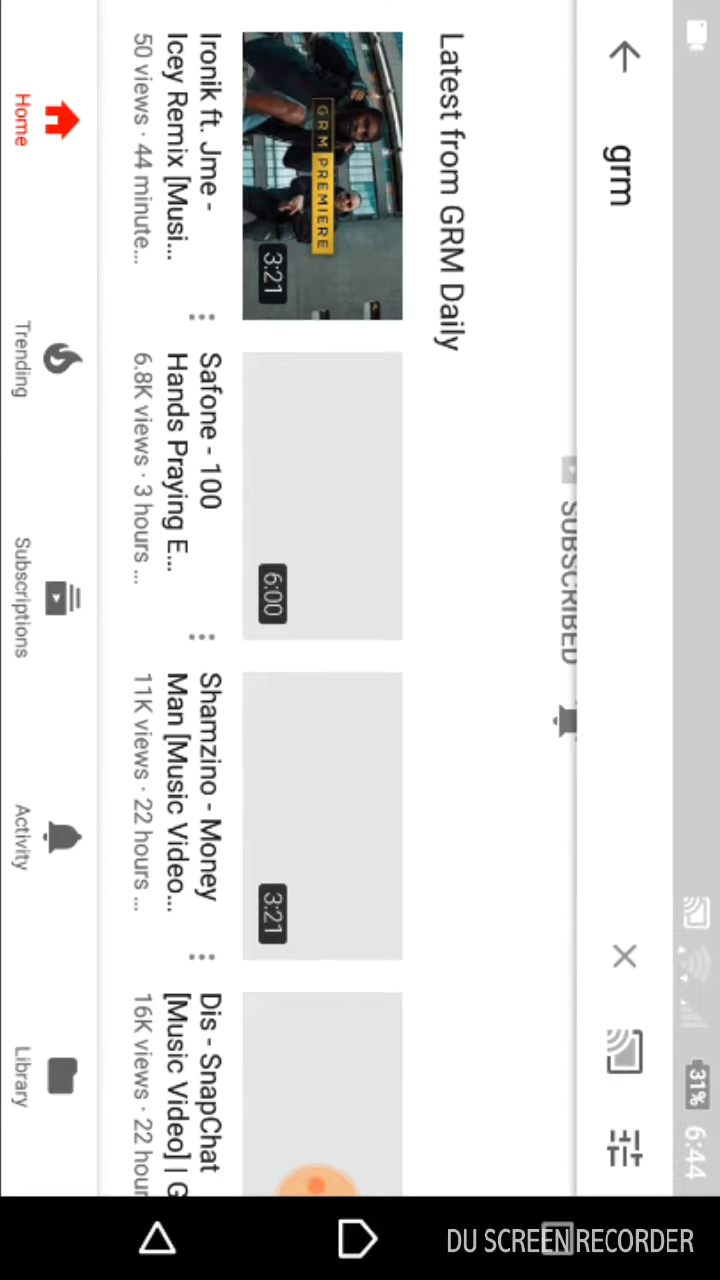 31% 6:44
grm
SUBSCRIBED
Latest from GRM Daily
GRM PREMIERE
3:21
Ironik ft. Jme -
Icey Remix [Musi...
50 views · 44 minute...
6:00
Safone - 100
Hands Praying E...
6.8K views · 3 hours ...
3:21
Shamzino - Money
Man [Music Video...
11K views · 22 hours ...
Dis - SnapChat
[Music Video] | G
16K views · 22 hour
Home
Trending
Subscriptions
Activity
Library
DU SCREEN RECORDER